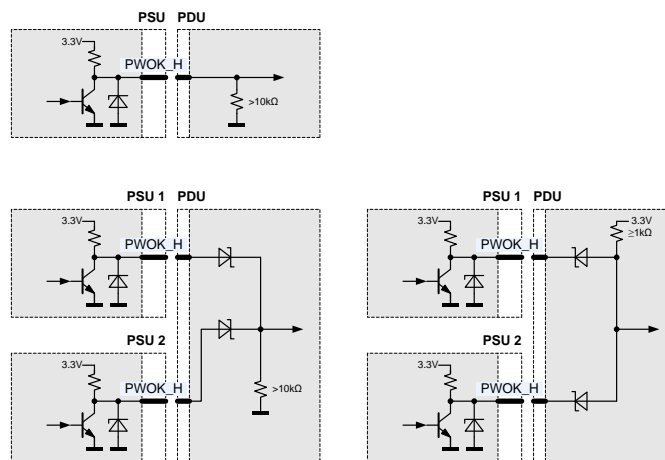 PSU PDU
3.3V
PWOK_H
>10kΩ
PSU 1 PDU
3.3V
PWOK_H
PSU 2
3.3V
PWOK_H
>10kΩ
PSU 1 PDU
3.3V
PWOK_H
3.3V
≥1kΩ
PSU 2
3.3V
PWOK_H